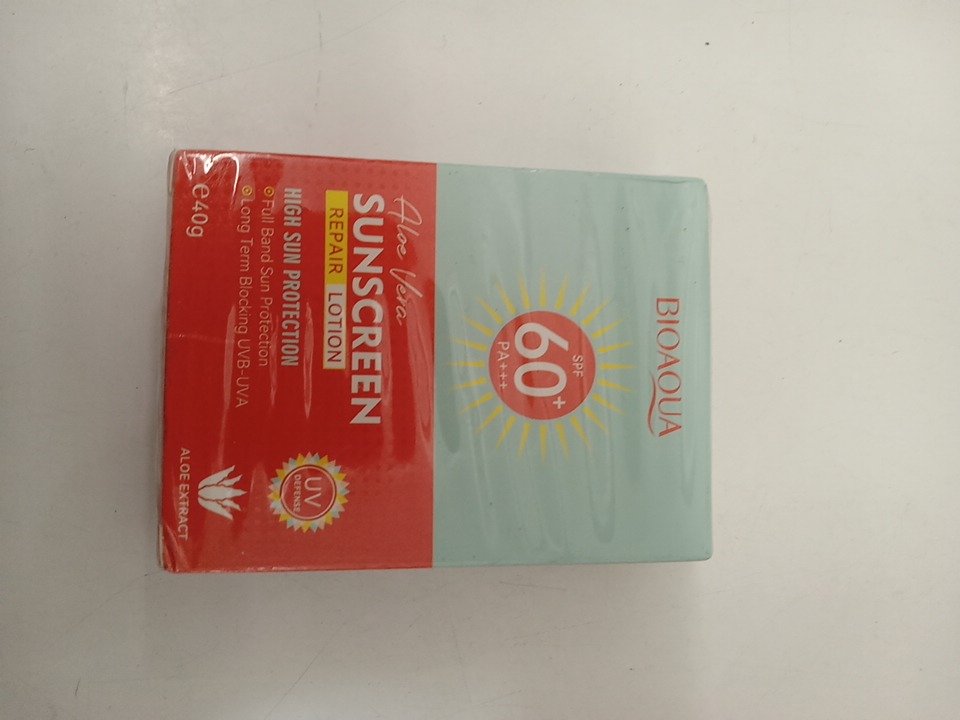 BIOAQUA
SPF
60+
PA+++
Aloe Vera
SUNSCREEN
REPAIR LOTION
HIGH SUN PROTECTION
Full Band Sun Protection
Long Term Blocking UVB-UVA
℮40g
UV
DEFENSE
ALOE EXTRACT